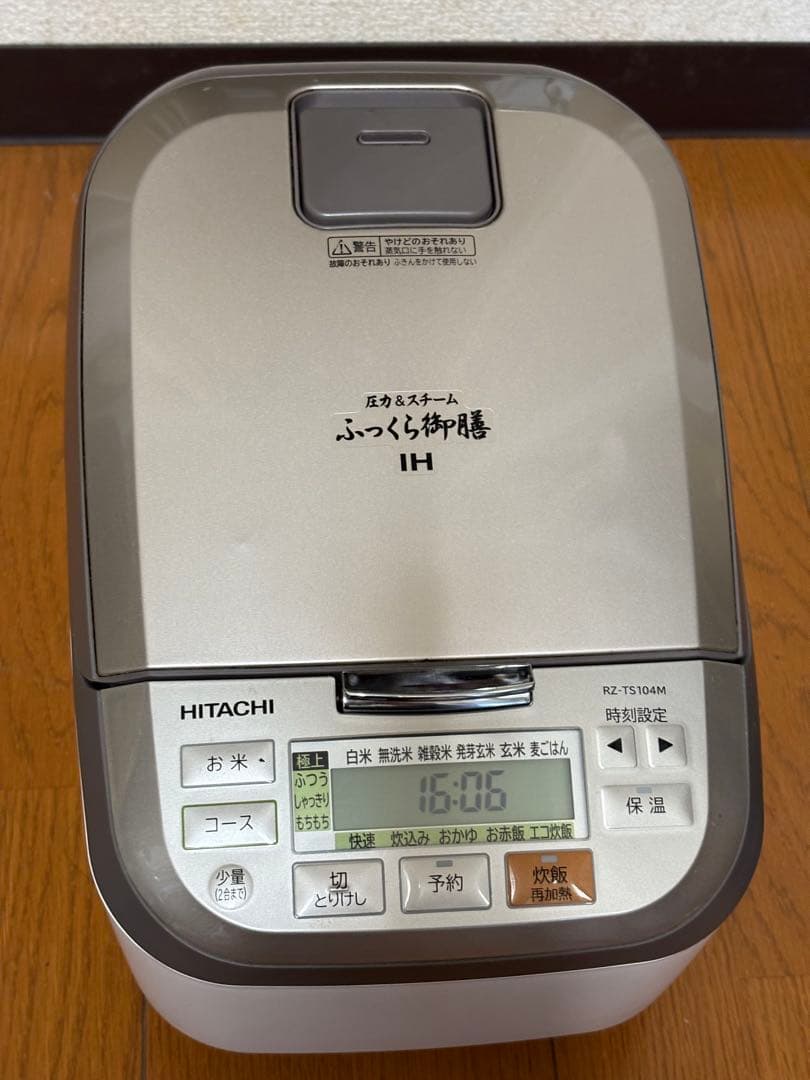 警告 やけどのおそれあり
蒸気口に手を触れない
故障のおそれあり ふきんをかけて使用しない
圧力&スチーム
ふっくら御膳
IH
HITACHI
RZ-TS104M
時刻設定
◀ ▶
お米
コース
少量
(2合まで)
白米 無洗米 雑穀米 発芽玄米 玄米 麦ごはん
極上
ふつう
しゃっきり
もちもち
16:06
快速 炊込み おかゆ お赤飯 エコ炊飯
保温
切
とりけし
予約
炊飯
再加熱